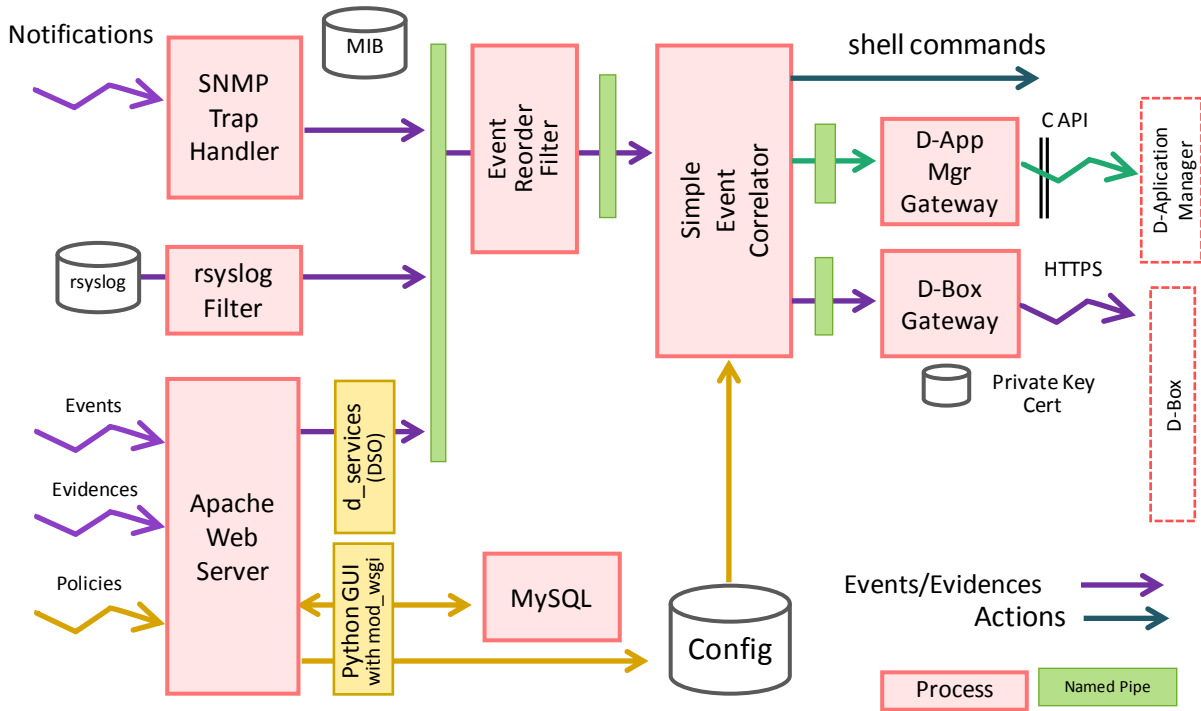 Notifications
SNMP
Trap
Handler
MIB
rsyslog
rsyslog
Filter
Event
Reorder
Filter
Simple
Event
Correlator
shell commands
D-App
Mgr
Gateway
C API
D-Aplication
Manager
D-Box
Gateway
HTTPS
D-Box
Private Key
Cert
Events
Evidences
Policies
Apache
Web
Server
d_services
(DSO)
Python GUI
with mod_wsgi
MySQL
Config
Events/Evidences
Actions
Process
Named Pipe